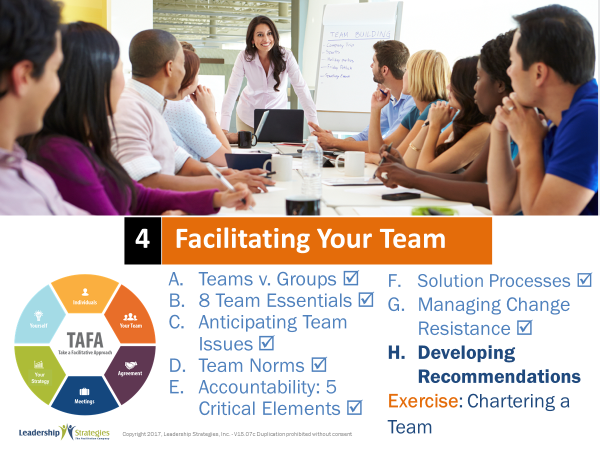 TEAM BUILDING
4 Facilitating Your Team
A. Teams v. Groups ☑
B. 8 Team Essentials ☑
C. Anticipating Team
Issues ☑
D. Team Norms ☑
E. Accountability: 5
Critical Elements ☑
F. Solution Processes ☑
G. Managing Change
Resistance ☑
H. Developing
Recommendations
Exercise: Chartering a
Team
Individuals
Your Team
Agreement
Meetings
Your
Strategy
Yourself
TAFA
Take a Facilitative Approach
Leadership Strategies
The Facilitation Company
Copyright 2017, Leadership Strategies, Inc. - V18.07c Duplication prohibited without consent